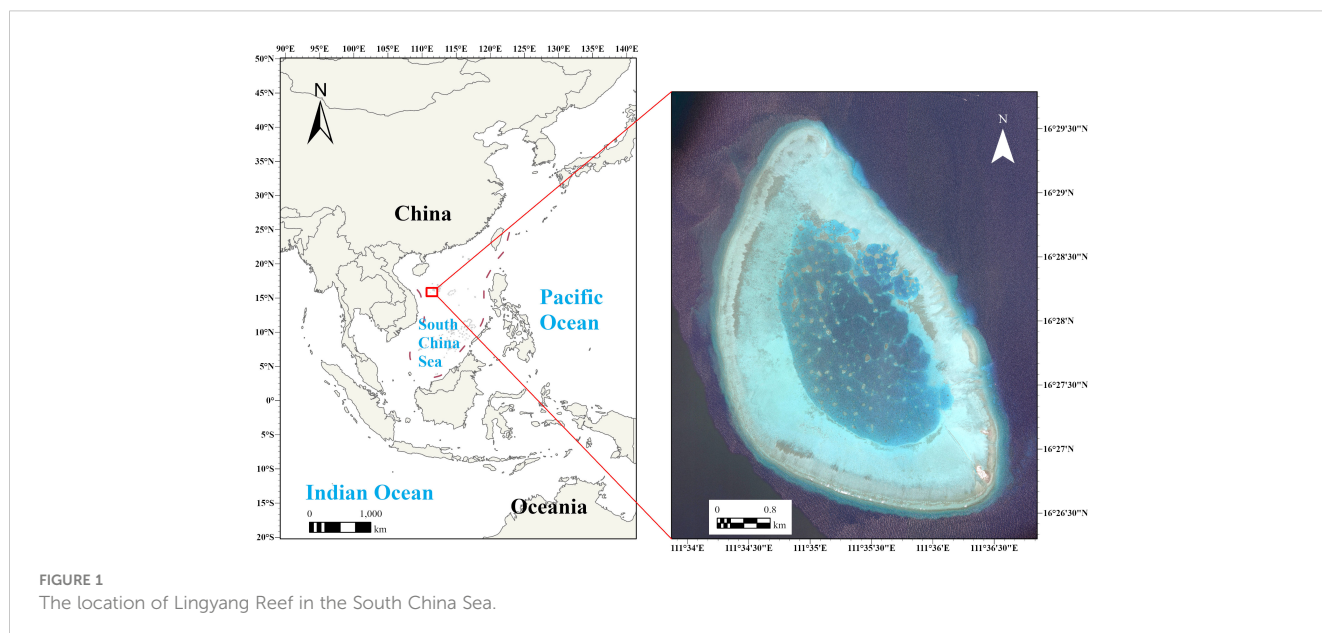 90°E 95°E 100°E 105°E 110°E 115°E 120°E 125°E 130°E 135°E 140°E
50°N
45°N
40°N
35°N
30°N
25°N
20°N
15°N
10°N
5°N
0°
5°S
10°S
15°S
20°S
N
China
Pacific
Ocean
South
China
Sea
Indian Ocean
Oceania
0 1,000
km
N
16°29'30"N
16°29'N
16°28'30"N
16°28'N
16°27'30"N
16°27'N
16°26'30"N
0 0.8
km
111°34'E 111°34'30"E 111°35'E 111°35'30"E 111°36'E 111°36'30"E
FIGURE 1
The location of Lingyang Reef in the South China Sea.